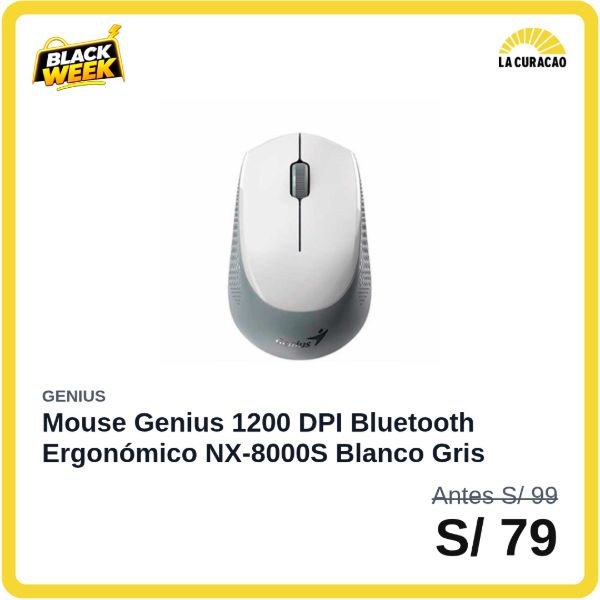 BLACK
WEEK
LA CURACAO
Genius
GENIUS
Mouse Genius 1200 DPI Bluetooth
Ergonómico NX-8000S Blanco Gris
Antes S/ 99
S/ 79